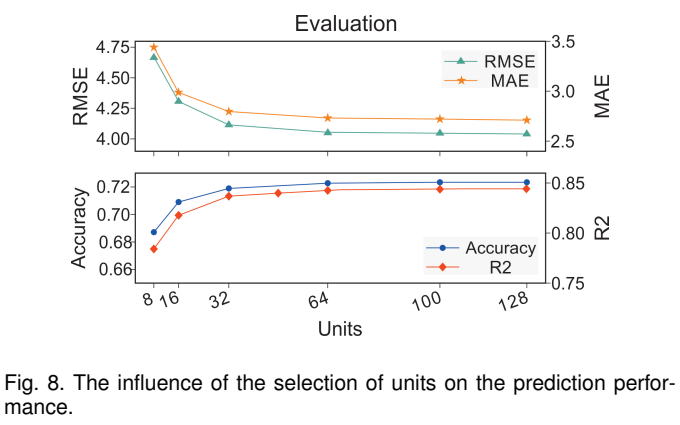 Evaluation
4.75
4.50
4.25
4.00
RMSE
3.5
3.0
2.5
MAE
RMSE
MAE
0.72
0.70
0.68
0.66
Accuracy
0.85
0.80
0.75
R2
Accuracy
R2
8 16 32 64 100 128
Units
Fig. 8. The influence of the selection of units on the prediction perfor-
mance.